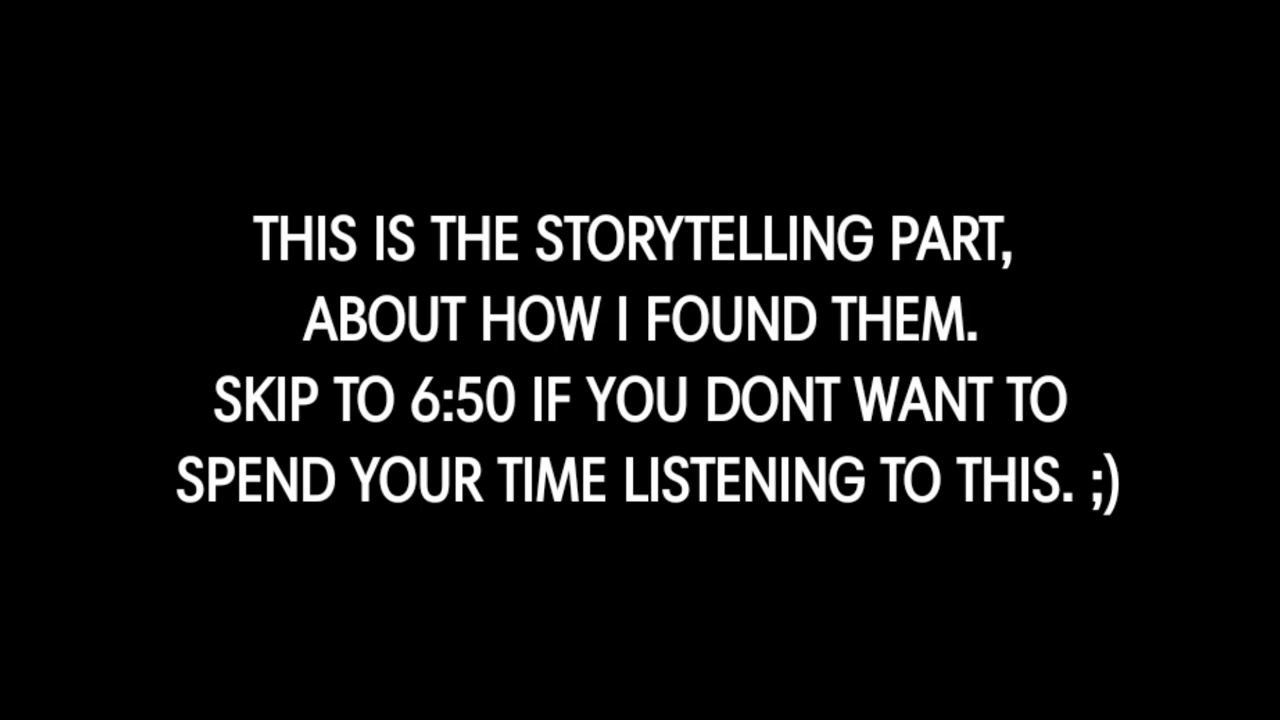 THIS IS THE STORYTELLING PART,
ABOUT HOW I FOUND THEM.
SKIP TO 6:50 IF YOU DONT WANT TO
SPEND YOUR TIME LISTENING TO THIS. ;)